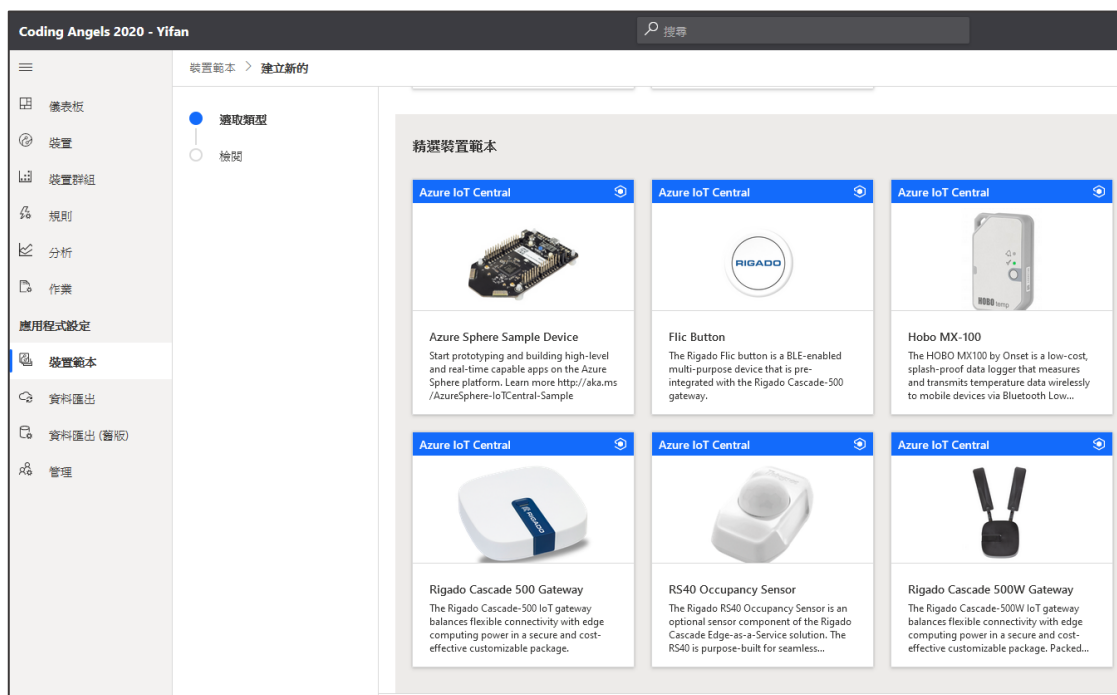 Coding Angels 2020 - Yifan
搜尋
裝置範本 > 建立新的
儀表板
裝置
裝置群組
規則
分析
作業
應用程式設定
裝置範本
資料匯出
資料匯出 (舊版)
管理
選取類型
檢閱
精選裝置範本
Azure IoT Central
Azure Sphere Sample Device
Start prototyping and building high-level
and real-time capable apps on the Azure
Sphere platform. Learn more http://aka.ms
/AzureSphere-IoTCentral-Sample
Azure IoT Central
RIGADO
Flic Button
The Rigado Flic button is a BLE-enabled
multi-purpose device that is pre-
integrated with the Rigado Cascade-500
gateway.
Azure IoT Central
HOBO temp
Hobo MX-100
The HOBO MX100 by Onset is a low-cost,
splash-proof data logger that measures
and transmits temperature data wirelessly
to mobile devices via Bluetooth Low...
Azure IoT Central
RIGADO
Rigado Cascade 500 Gateway
The Rigado Cascade-500 IoT gateway
balances flexible connectivity with edge
computing power in a secure and cost-
effective customizable package.
Azure IoT Central
RS40 Occupancy Sensor
The Rigado RS40 Occupancy Sensor is an
optional sensor component of the Rigado
Cascade Edge-as-a-Service solution. The
RS40 is purpose-built for seamless...
Azure IoT Central
Rigado Cascade 500W Gateway
The Rigado Cascade-500W IoT gateway
balances flexible connectivity with edge
computing power in a secure and cost-
effective customizable package. Packed...